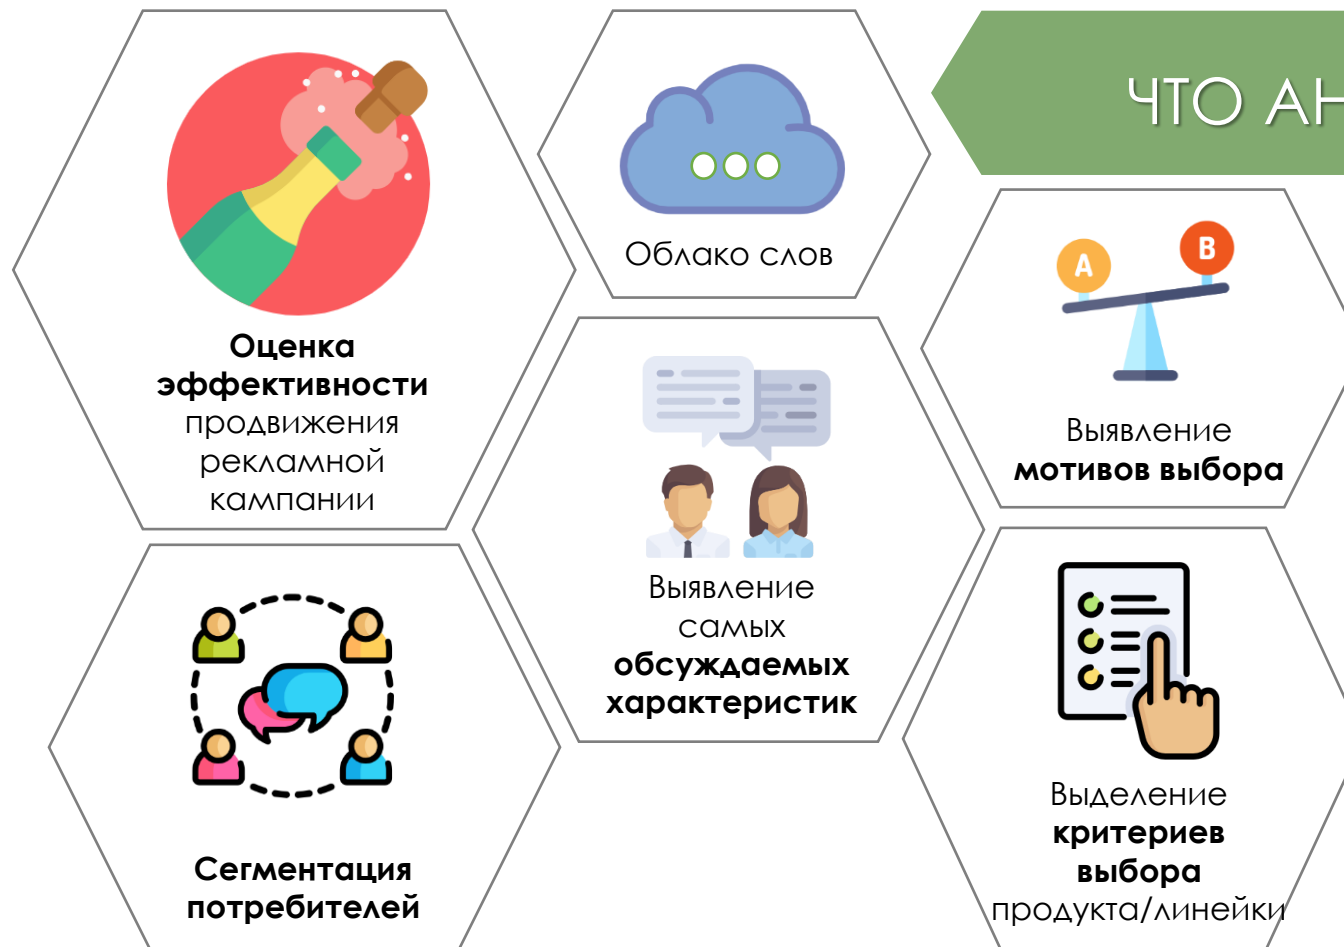 ЧТО АН
Оценка
эффективности
продвижения
рекламной
кампании
Облако слов
A
B
Выявление
мотивов выбора
Выявление
самых
обсуждаемых
характеристик
Сегментация
потребителей
Выделение
критериев
выбора
продукта/линейки